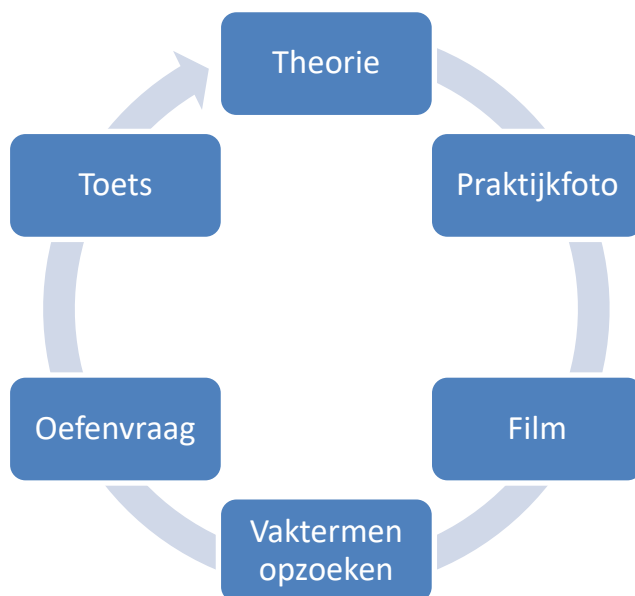 Theorie
Praktijkfoto
Film
Vaktermen
opzoeken
Oefenvraag
Toets